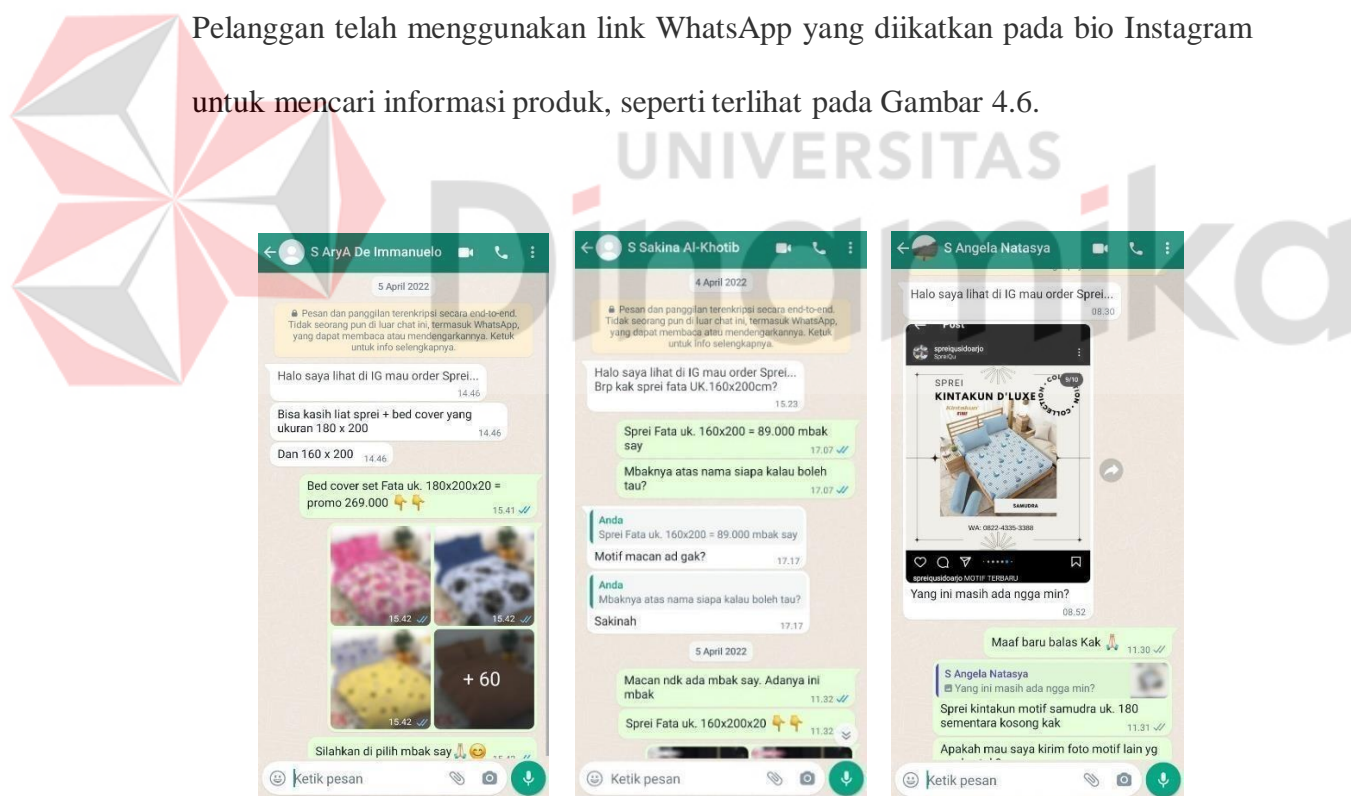 Pelanggan telah menggunakan link WhatsApp yang diikatkan pada bio Instagram
untuk mencari informasi produk, seperti terlihat pada Gambar 4.6.
UNIVERSITAS
Dinamika
S AryA De Immanuelo
5 April 2022
Pesan dan panggilan terenkripsi secara end-to-end.
Tidak seorang pun di luar chat ini, termasuk WhatsApp,
yang dapat membaca atau mendengarkannya. Ketuk
untuk info selengkapnya.
Halo saya lihat di IG mau order Sprei...
14.46
Bisa kasih liat sprei + bed cover yang
ukuran 180 x 200
14.46
Dan 160 x 200 14.46
Bed cover set Fata uk. 180x200x20 =
promo 269.000 👇👇
15.41
15.42
15.42
15.42
+ 60
Silahkan di pilih mbak say 🙏😊
Ketik pesan
S Sakina Al-Khotib
4 April 2022
Pesan dan panggilan terenkripsi secara end-to-end.
Tidak seorang pun di luar chat ini, termasuk WhatsApp,
yang dapat membaca atau mendengarkannya. Ketuk
untuk info selengkapnya.
Halo saya lihat di IG mau order Sprei...
Brp kak sprei fata UK.160x200cm?
15.23
Sprei Fata uk. 160x200 = 89.000 mbak
say
17.07
Mbaknya atas nama siapa kalau boleh
tau?
17.07
Anda
Sprei Fata uk. 160x200 = 89.000 mbak say
Motif macan ad gak?
17.17
Anda
Mbaknya atas nama siapa kalau boleh tau?
Sakinah
17.17
5 April 2022
Macan ndk ada mbak say. Adanya ini
mbak
11.32
Sprei Fata uk. 160x200x20 👇👇
11.32
Ketik pesan
S Angela Natasya
Halo saya lihat di IG mau order Sprei...
08.30
Post
spreiqusidoarjo
SpreiQu
9/10
SPREI
KINTAKUN D'LUXE
COLLECTION • COLLECTION •
SAMUDRA
WA: 0822-4335-3388
spreiqusidoarjo MOTIF TERBARU
Yang ini masih ada ngga min?
08.52
Maaf baru balas Kak 🙏
11.30
S Angela Natasya
Yang ini masih ada ngga min?
Sprei kintakun motif samudra uk. 180
sementara kosong kak
11.31
Apakah mau saya kirim foto motif lain yg
Ketik pesan